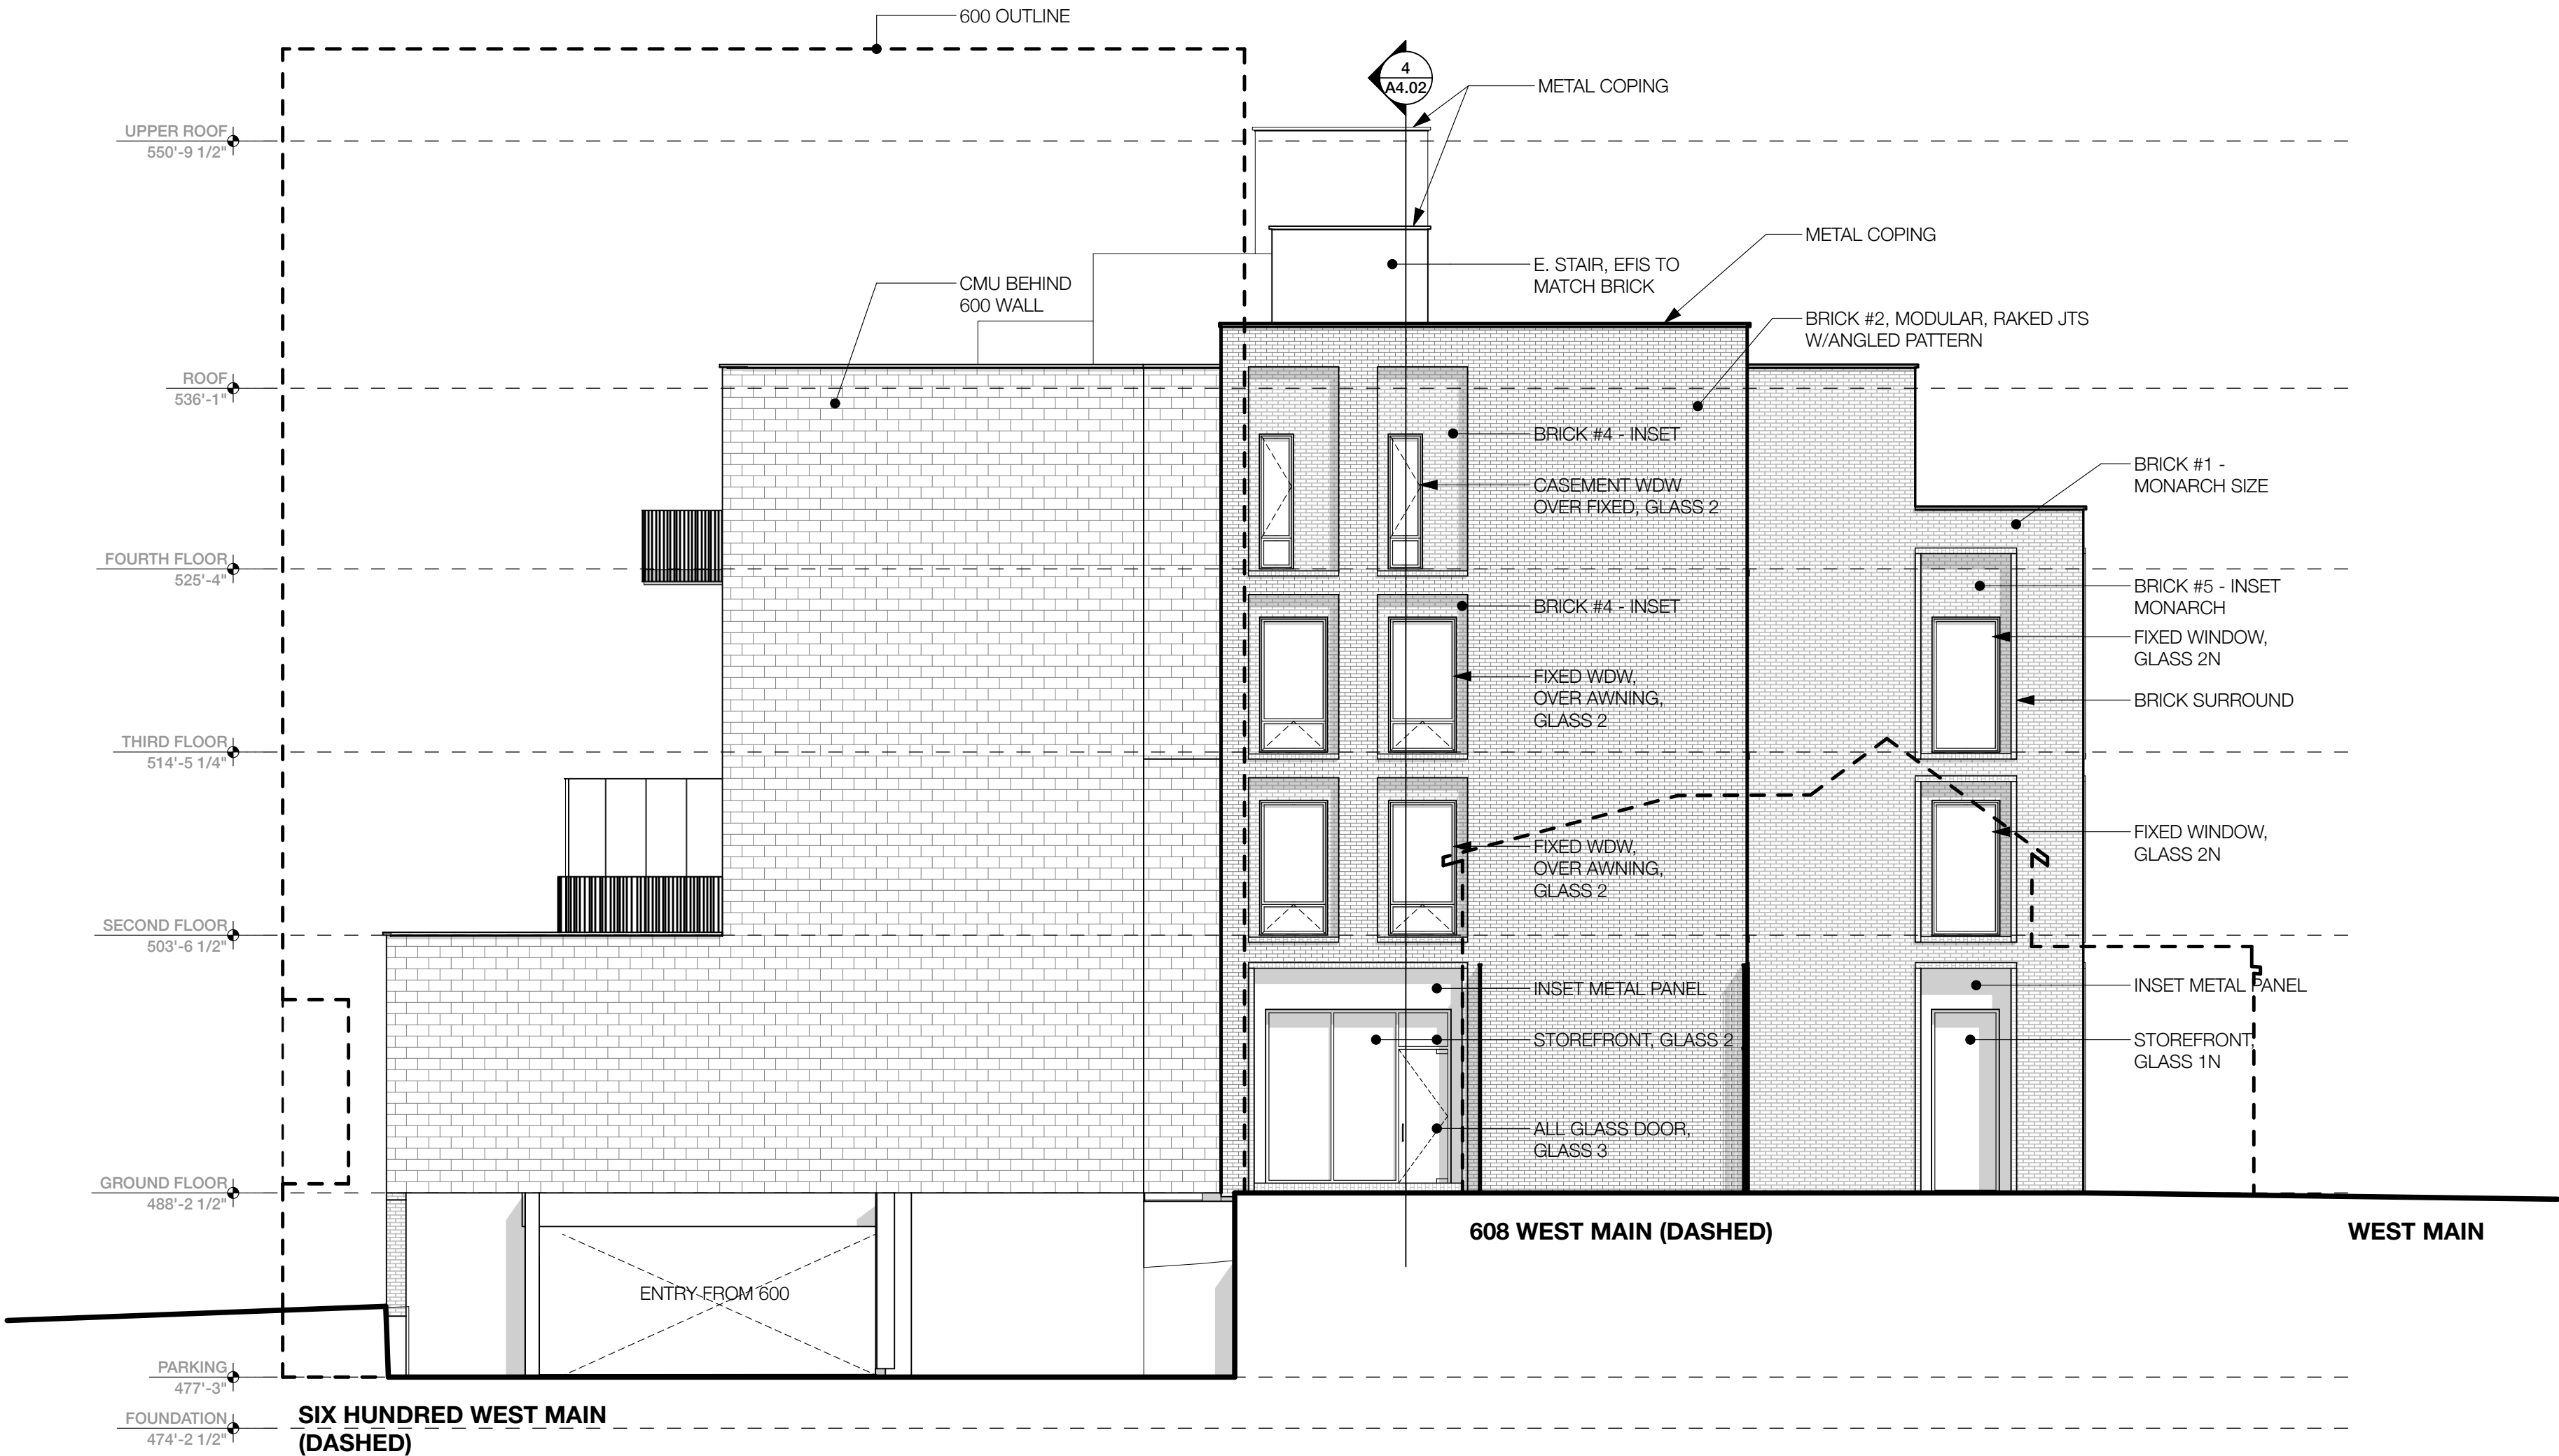 600 OUTLINE
4
A4.02
METAL COPING
UPPER ROOF
550'-9 1/2"
METAL COPING
E. STAIR, EFIS TO
MATCH BRICK
CMU BEHIND
600 WALL
BRICK #2, MODULAR, RAKED JTS
W/ANGLED PATTERN
ROOF
536'-1"
BRICK #4 - INSET
BRICK #1 -
MONARCH SIZE
CASEMENT WDW
OVER FIXED, GLASS 2
FOURTH FLOOR
525'-4"
BRICK #5 - INSET
MONARCH
BRICK #4 - INSET
FIXED WINDOW,
GLASS 2N
FIXED WDW,
OVER AWNING,
GLASS 2
BRICK SURROUND
THIRD FLOOR
514'-5 1/4"
FIXED WINDOW,
GLASS 2N
FIXED WDW,
OVER AWNING,
GLASS 2
SECOND FLOOR
503'-6 1/2"
INSET METAL PANEL
INSET METAL PANEL
STOREFRONT, GLASS 2
STOREFRONT,
GLASS 1N
ALL GLASS DOOR,
GLASS 3
GROUND FLOOR
488'-2 1/2"
608 WEST MAIN (DASHED)
WEST MAIN
ENTRY FROM 600
PARKING
477'-3"
SIX HUNDRED WEST MAIN
(DASHED)
FOUNDATION
474'-2 1/2"